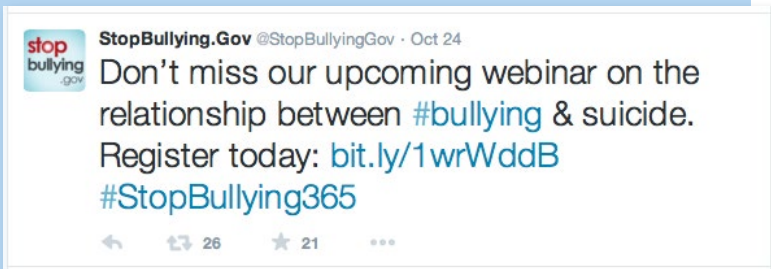 stop
bullying
.gov
StopBullying.Gov @StopBullyingGov · Oct 24
Don't miss our upcoming webinar on the
relationship between #bullying & suicide.
Register today: bit.ly/1wrWddB
#StopBullying365
26 21